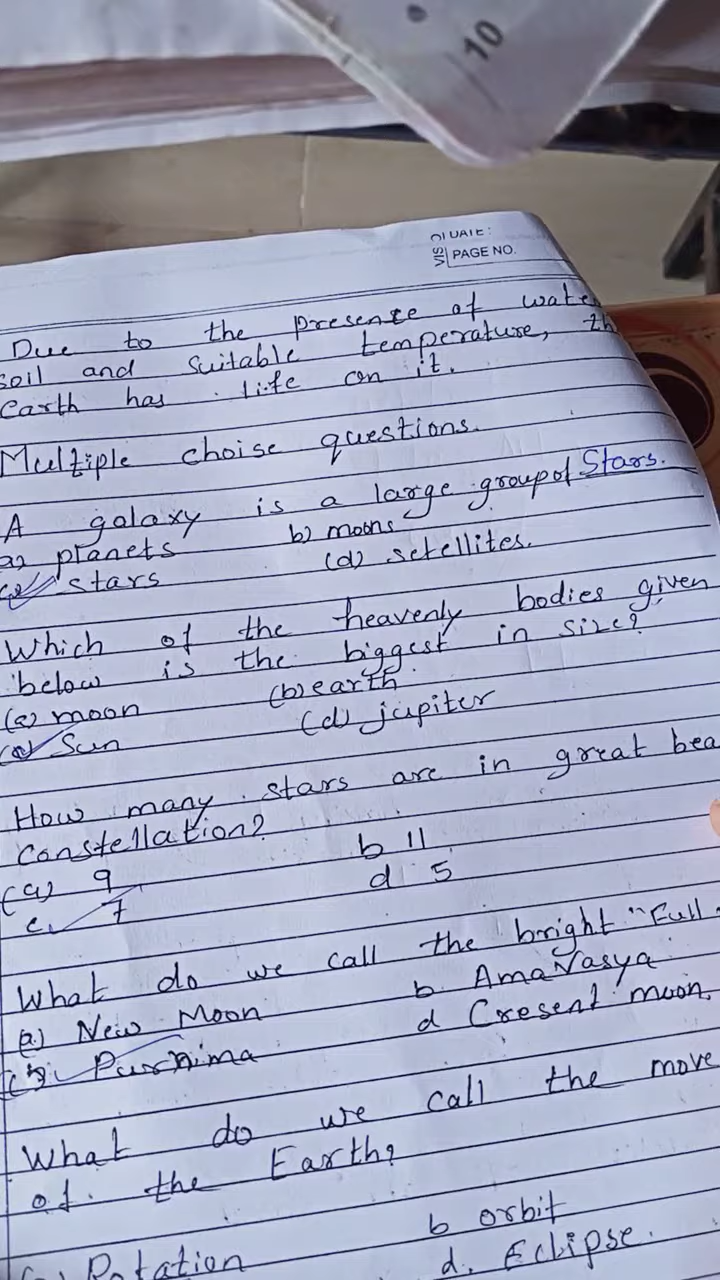 10
DATE:
PAGE NO.
Due to the presense of wate
soil and suitable temperature, th
earth has life on it.
Multiple choise questions.
A galaxy is a large group of Stars.
a) planets b) moons
stars (d) setellites.
Which of the heavenly bodies given
below is the biggest in size?
(a) moon (b) earth
Sun (d) jupiter
How many stars are in great bea
Constellation?
(a) 9 b 11
c. 7 d 5
What do we call the bright "Full
(a) New Moon b. AmaVasya
Purnima d Cresent moon.
What do we call the move
of. the Earth?
b orbit
Rotation d. Eclipse.